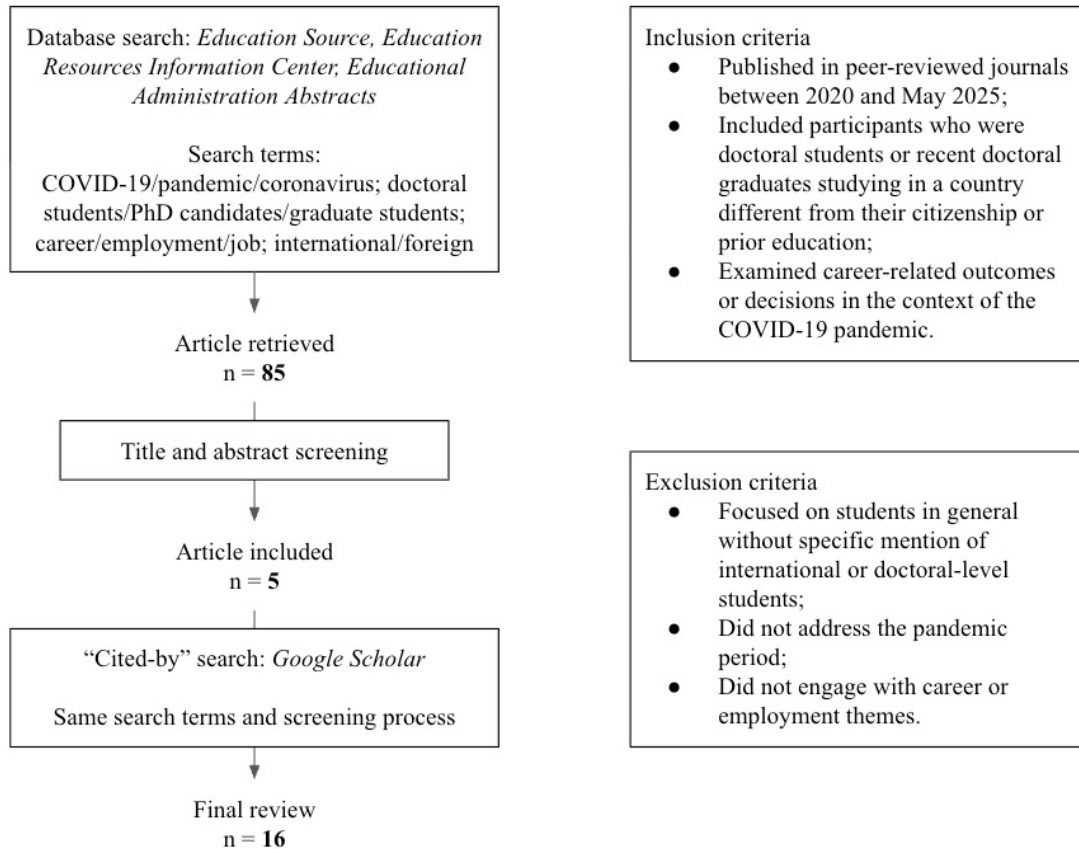 Database search: Education Source, Education
Resources Information Center, Educational
Administration Abstracts
Search terms:
COVID-19/pandemic/coronavirus; doctoral
students/PhD candidates/graduate students;
career/employment/job; international/foreign
Article retrieved
n = 85
Title and abstract screening
Article included
n = 5
“Cited-by” search: Google Scholar
Same search terms and screening process
Final review
n = 16
Inclusion criteria
● Published in peer-reviewed journals
between 2020 and May 2025;
● Included participants who were
doctoral students or recent doctoral
graduates studying in a country
different from their citizenship or
prior education;
● Examined career-related outcomes
or decisions in the context of the
COVID-19 pandemic.
Exclusion criteria
● Focused on students in general
without specific mention of
international or doctoral-level
students;
● Did not address the pandemic
period;
● Did not engage with career or
employment themes.